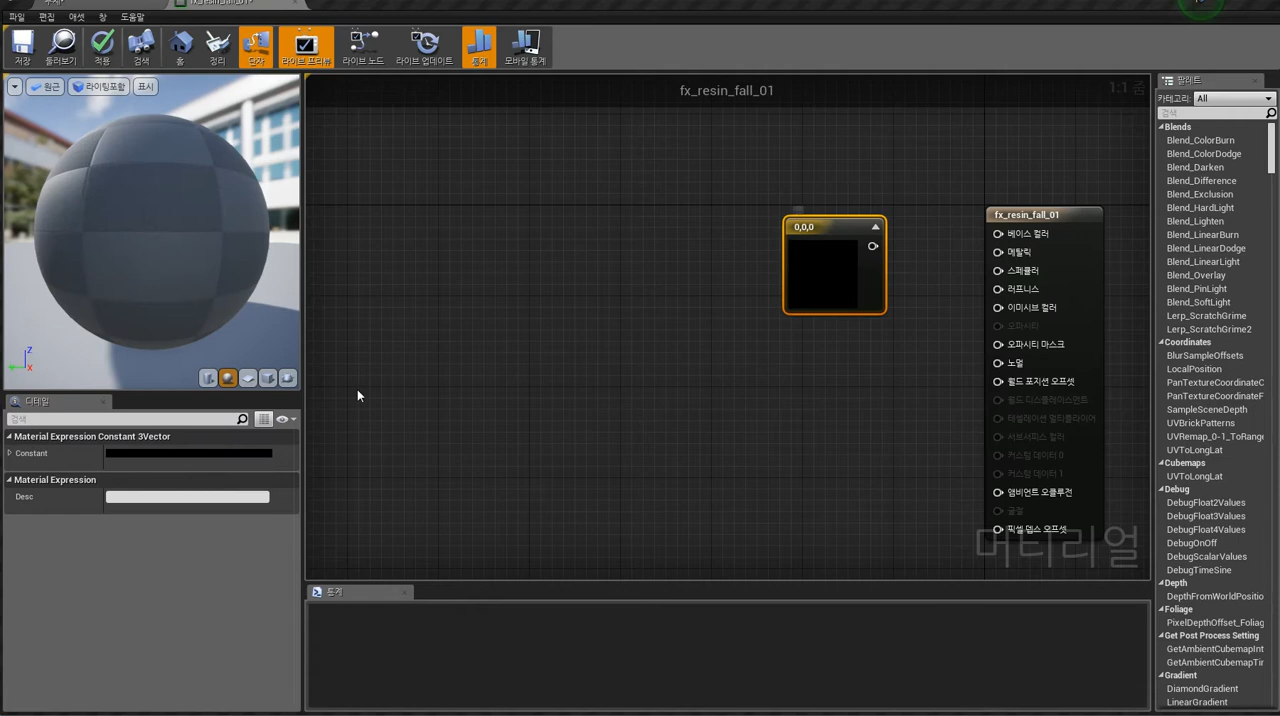 fx_resin_fall_01*
파일 편집 애셋 창 도움말
저장 둘러보기 적용 검색 홈 정리 단자 라이브 프리뷰 라이브 노드 라이브 업데이트 통계 모바일 통계
원근 라이팅포함 표시
Z
X
디테일
검색
Material Expression Constant 3Vector
Constant
Material Expression
Desc
fx_resin_fall_01
1:1 줌
0,0,0
fx_resin_fall_01
베이스 컬러
메탈릭
스페큘러
러프니스
이미시브 컬러
오파시티
오파시티 마스크
노멀
월드 포지션 오프셋
월드 디스플레이스먼트
테셀레이션 멀티플라이어
서브서피스 컬러
커스텀 데이터 0
커스텀 데이터 1
앰비언트 오클루전
굴절
픽셀 뎁스 오프셋
머티리얼
통계
팔레트
카테고리: All
검색
Blends
Blend_ColorBurn
Blend_ColorDodge
Blend_Darken
Blend_Difference
Blend_Exclusion
Blend_HardLight
Blend_Lighten
Blend_LinearBurn
Blend_LinearDodge
Blend_LinearLight
Blend_Overlay
Blend_PinLight
Blend_SoftLight
Lerp_ScratchGrime
Lerp_ScratchGrime2
Coordinates
BlurSampleOffsets
LocalPosition
PanTextureCoordinateC
PanTextureCoordinateF
SampleSceneDepth
UVBrickPatterns
UVRemap_0-1_ToRange
UVToLongLat
Cubemaps
UVToLongLat
Debug
DebugFloat2Values
DebugFloat3Values
DebugFloat4Values
DebugOnOff
DebugScalarValues
DebugTimeSine
Depth
DepthFromWorldPositio
Foliage
PixelDepthOffset_Foliag
Get Post Process Setting
GetAmbientCubemapInt
GetAmbientCubemapTir
Gradient
DiamondGradient
LinearGradient